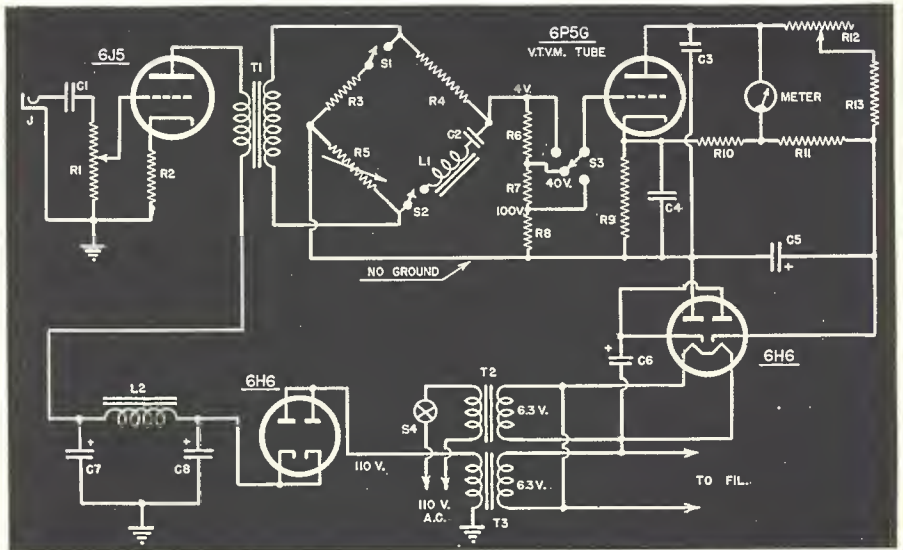 6J5
C1
J
R1
R2
T1
S1
R3
R4
R5
C2
L1
S2
4V.
R6
40V.
S3
R7
100V.
R8
6P5G
V.T.V.M. TUBE
C3
R12
METER
R13
R10
R11
R9
C4
C5
NO GROUND
6H6
C6
L2
C7
C8
6H6
110 V.
S4
T2
6.3 V.
6.3 V.
110 V.
A.C.
T3
TO FIL.